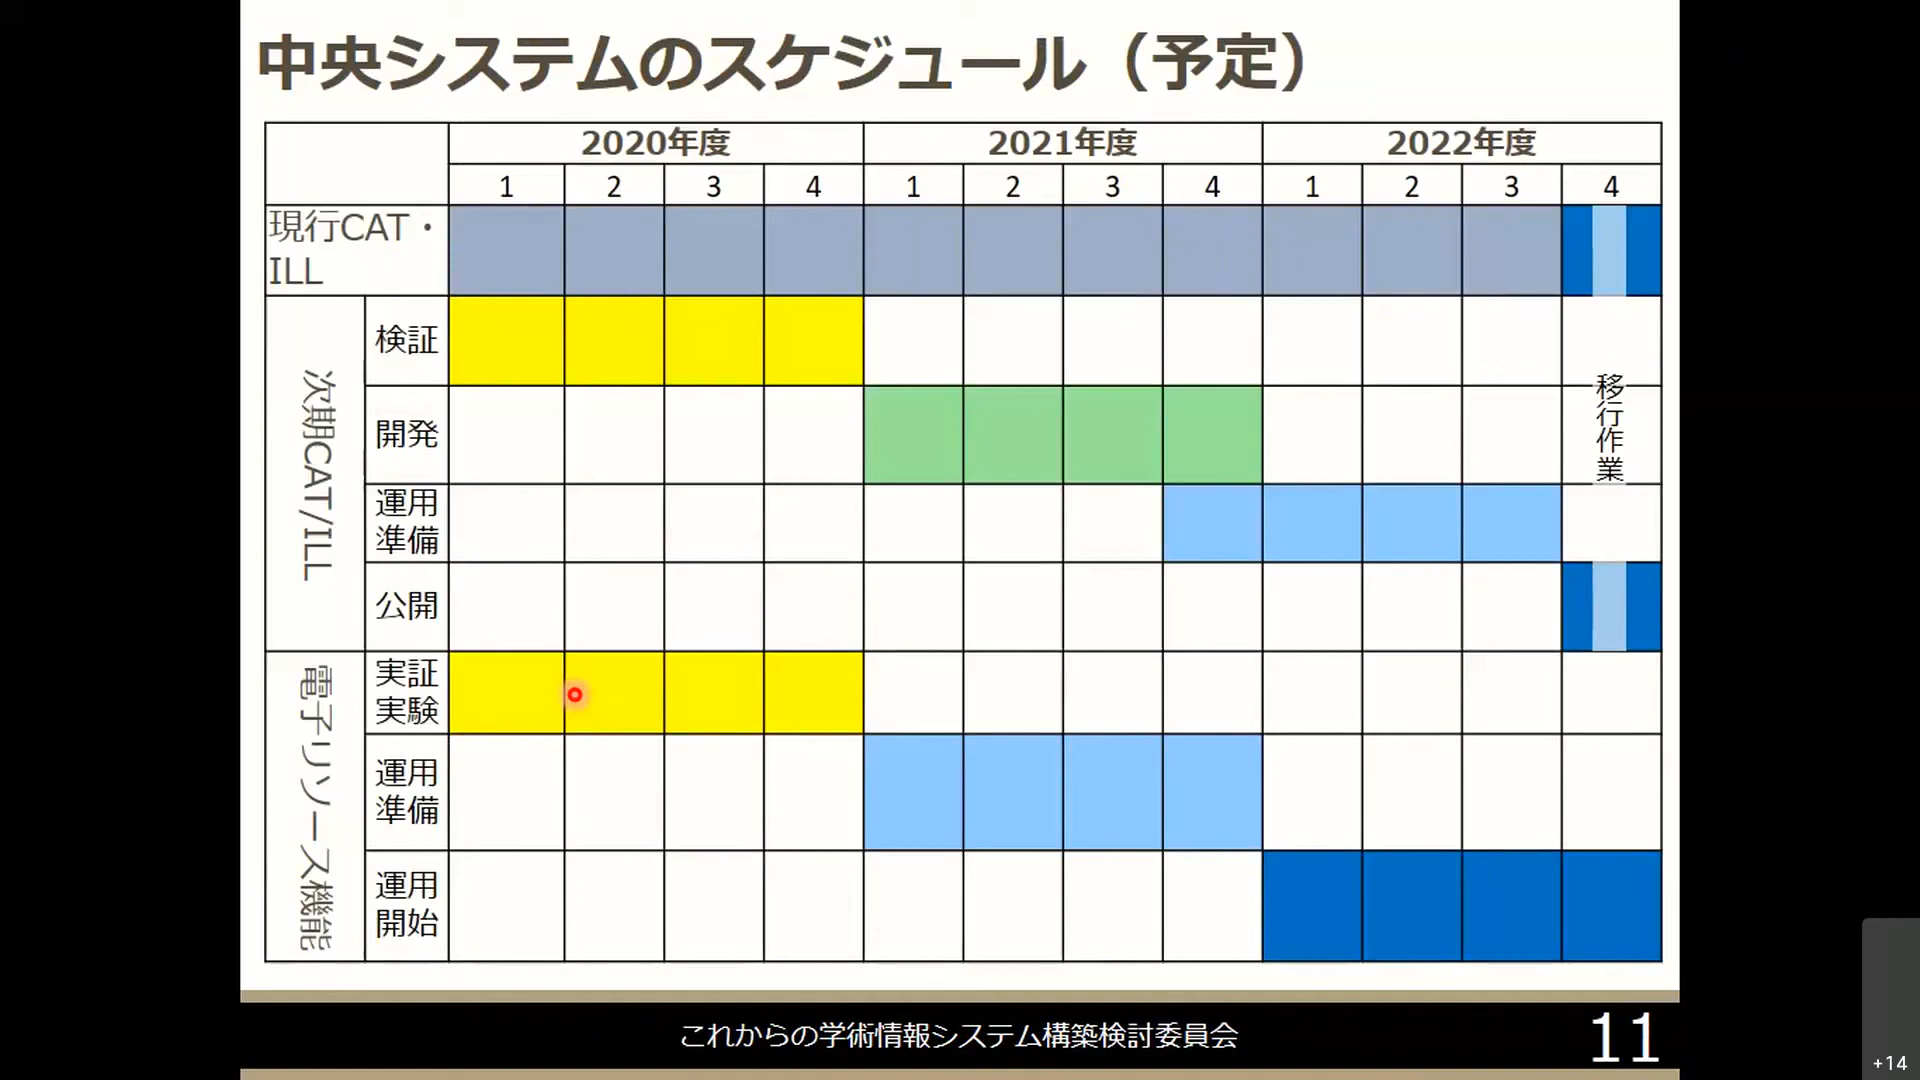 中央システムのスケジュール（予定）
2020年度 2021年度 2022年度
1 2 3 4 1 2 3 4 1 2 3 4
現行CAT・
ILL
次期CAT/ILL
検証
開発
運用
準備
公開
移行作業
電子リソース機能
実証
実験
運用
準備
運用
開始
これからの学術情報システム構築検討委員会
11
+14